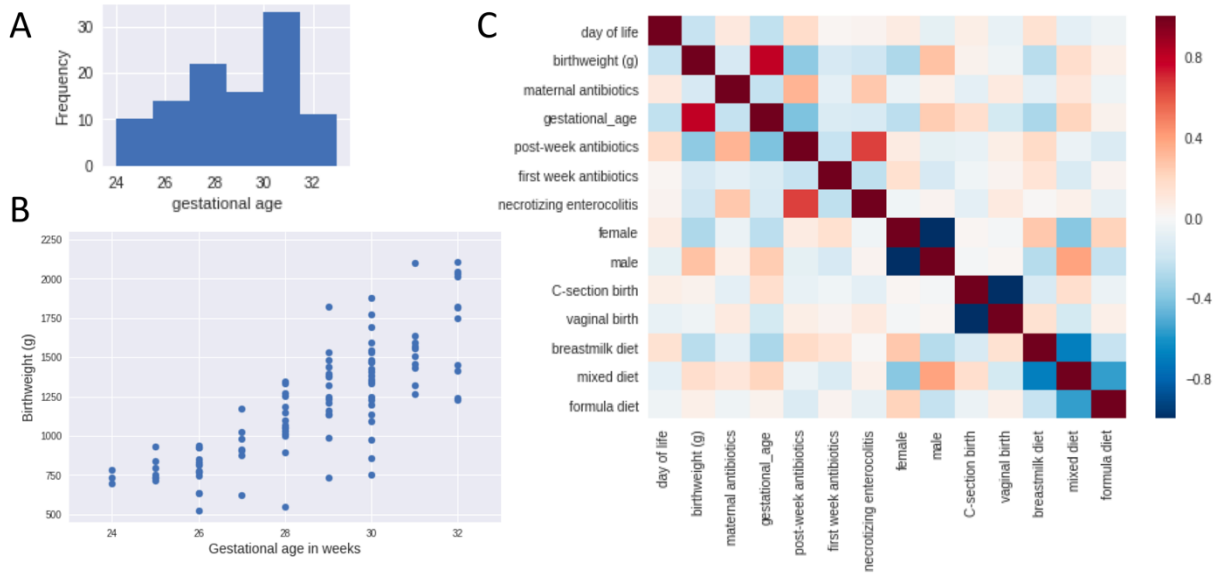 A
Frequency
30
20
10
0
24 26 28 30 32
gestational age
B
Birthweight (g)
2250
2000
1750
1500
1250
1000
750
500
24 26 28 30 32
Gestational age in weeks
C
day of life
birthweight (g)
maternal antibiotics
gestational_age
post-week antibiotics
first week antibiotics
necrotizing enterocolitis
female
male
C-section birth
vaginal birth
breastmilk diet
mixed diet
formula diet
day of life
birthweight (g)
maternal antibiotics
gestational_age
post-week antibiotics
first week antibiotics
necrotizing enterocolitis
female
male
C-section birth
vaginal birth
breastmilk diet
mixed diet
formula diet
0.8
0.4
0.0
−0.4
−0.8